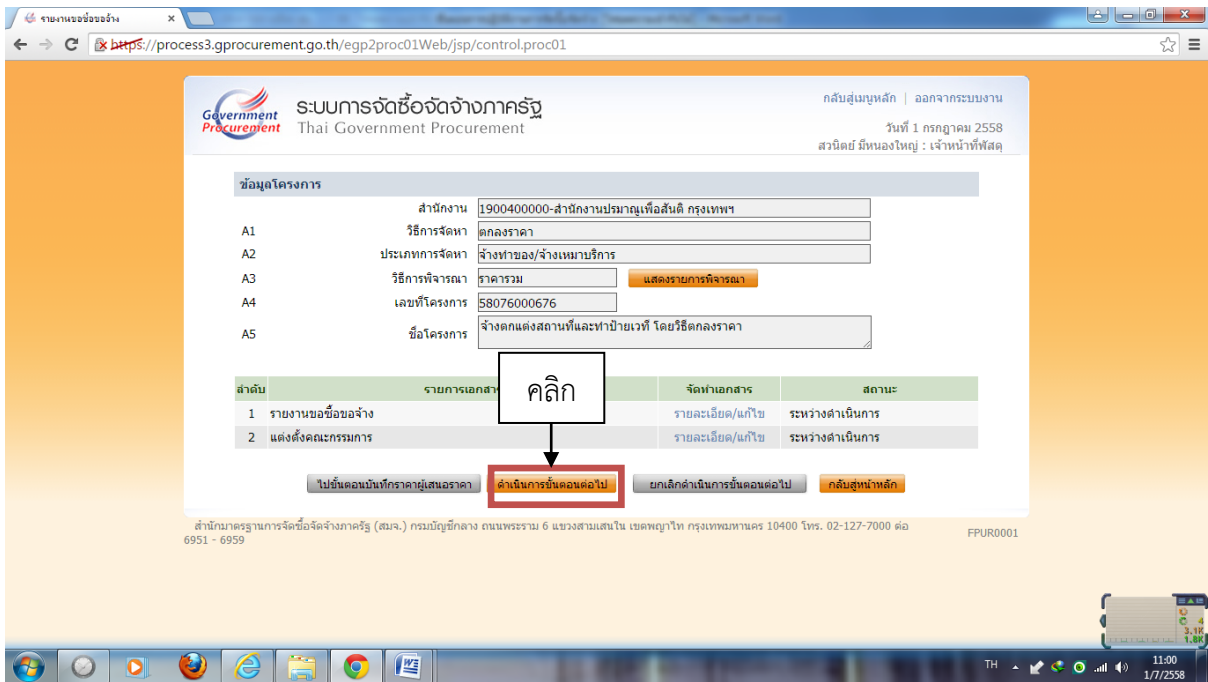 รายงานขอซื้อขอจ้าง
https://process3.gprocurement.go.th/egp2proc01Web/jsp/control.proc01
Government
Procurement
ระบบการจัดซื้อจัดจ้างภาครัฐ
Thai Government Procurement
กลับสู่เมนูหลัก | ออกจากระบบงาน
วันที่ 1 กรกฎาคม 2558
สวนิตย์ มีหนองใหญ่ : เจ้าหน้าที่พัสดุ
ข้อมูลโครงการ
สำนักงาน 1900400000-สำนักงานปรมาณูเพื่อสันติ กรุงเทพฯ
A1 วิธีการจัดหา ตกลงราคา
A2 ประเภทการจัดหา จ้างทำของ/จ้างเหมาบริการ
A3 วิธีการพิจารณา ราคารวม แสดงรายการพิจารณา
A4 เลขที่โครงการ 58076000676
A5 ชื่อโครงการ จ้างตกแต่งสถานที่และทำป้ายเวที โดยวิธีตกลงราคา
คลิก
ลำดับ รายการเอกสาร จัดทำเอกสาร สถานะ
1 รายงานขอซื้อขอจ้าง รายละเอียด/แก้ไข ระหว่างดำเนินการ
2 แต่งตั้งคณะกรรมการ รายละเอียด/แก้ไข ระหว่างดำเนินการ
ไปขั้นตอนบันทึกราคาผู้เสนอราคา ดำเนินการขั้นตอนต่อไป ยกเลิกดำเนินการขั้นตอนต่อไป กลับสู่หน้าหลัก
สำนักมาตรฐานการจัดซื้อจัดจ้างภาครัฐ (สมจ.) กรมบัญชีกลาง ถนนพระราม 6 แขวงสามเสนใน เขตพญาไท กรุงเทพมหานคร 10400 โทร. 02-127-7000 ต่อ
6951 - 6959
FPUR0001
4
3.1K
1.8K
TH
11:00
1/7/2558